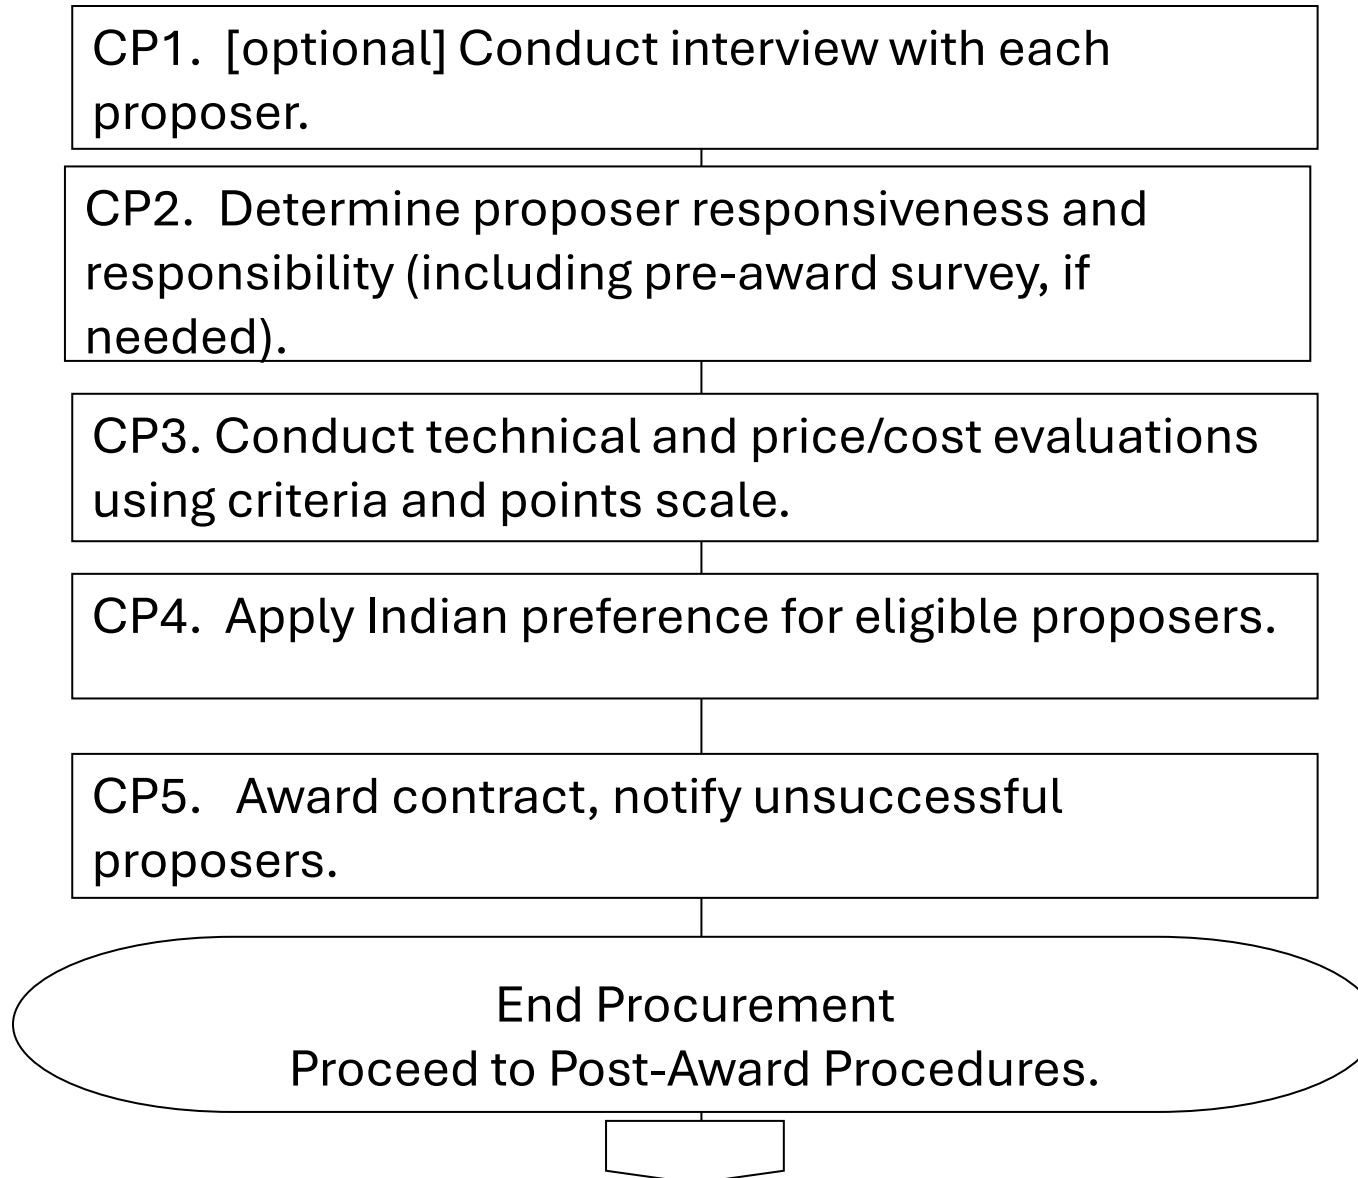 CP1.  [optional] Conduct interview with each
proposer.
CP2.  Determine proposer responsiveness and
responsibility (including pre-award survey, if
needed).
CP3. Conduct technical and price/cost evaluations
using criteria and points scale.
CP4.  Apply Indian preference for eligible proposers.
CP5.   Award contract, notify unsuccessful
proposers.
End Procurement
Proceed to Post-Award Procedures.